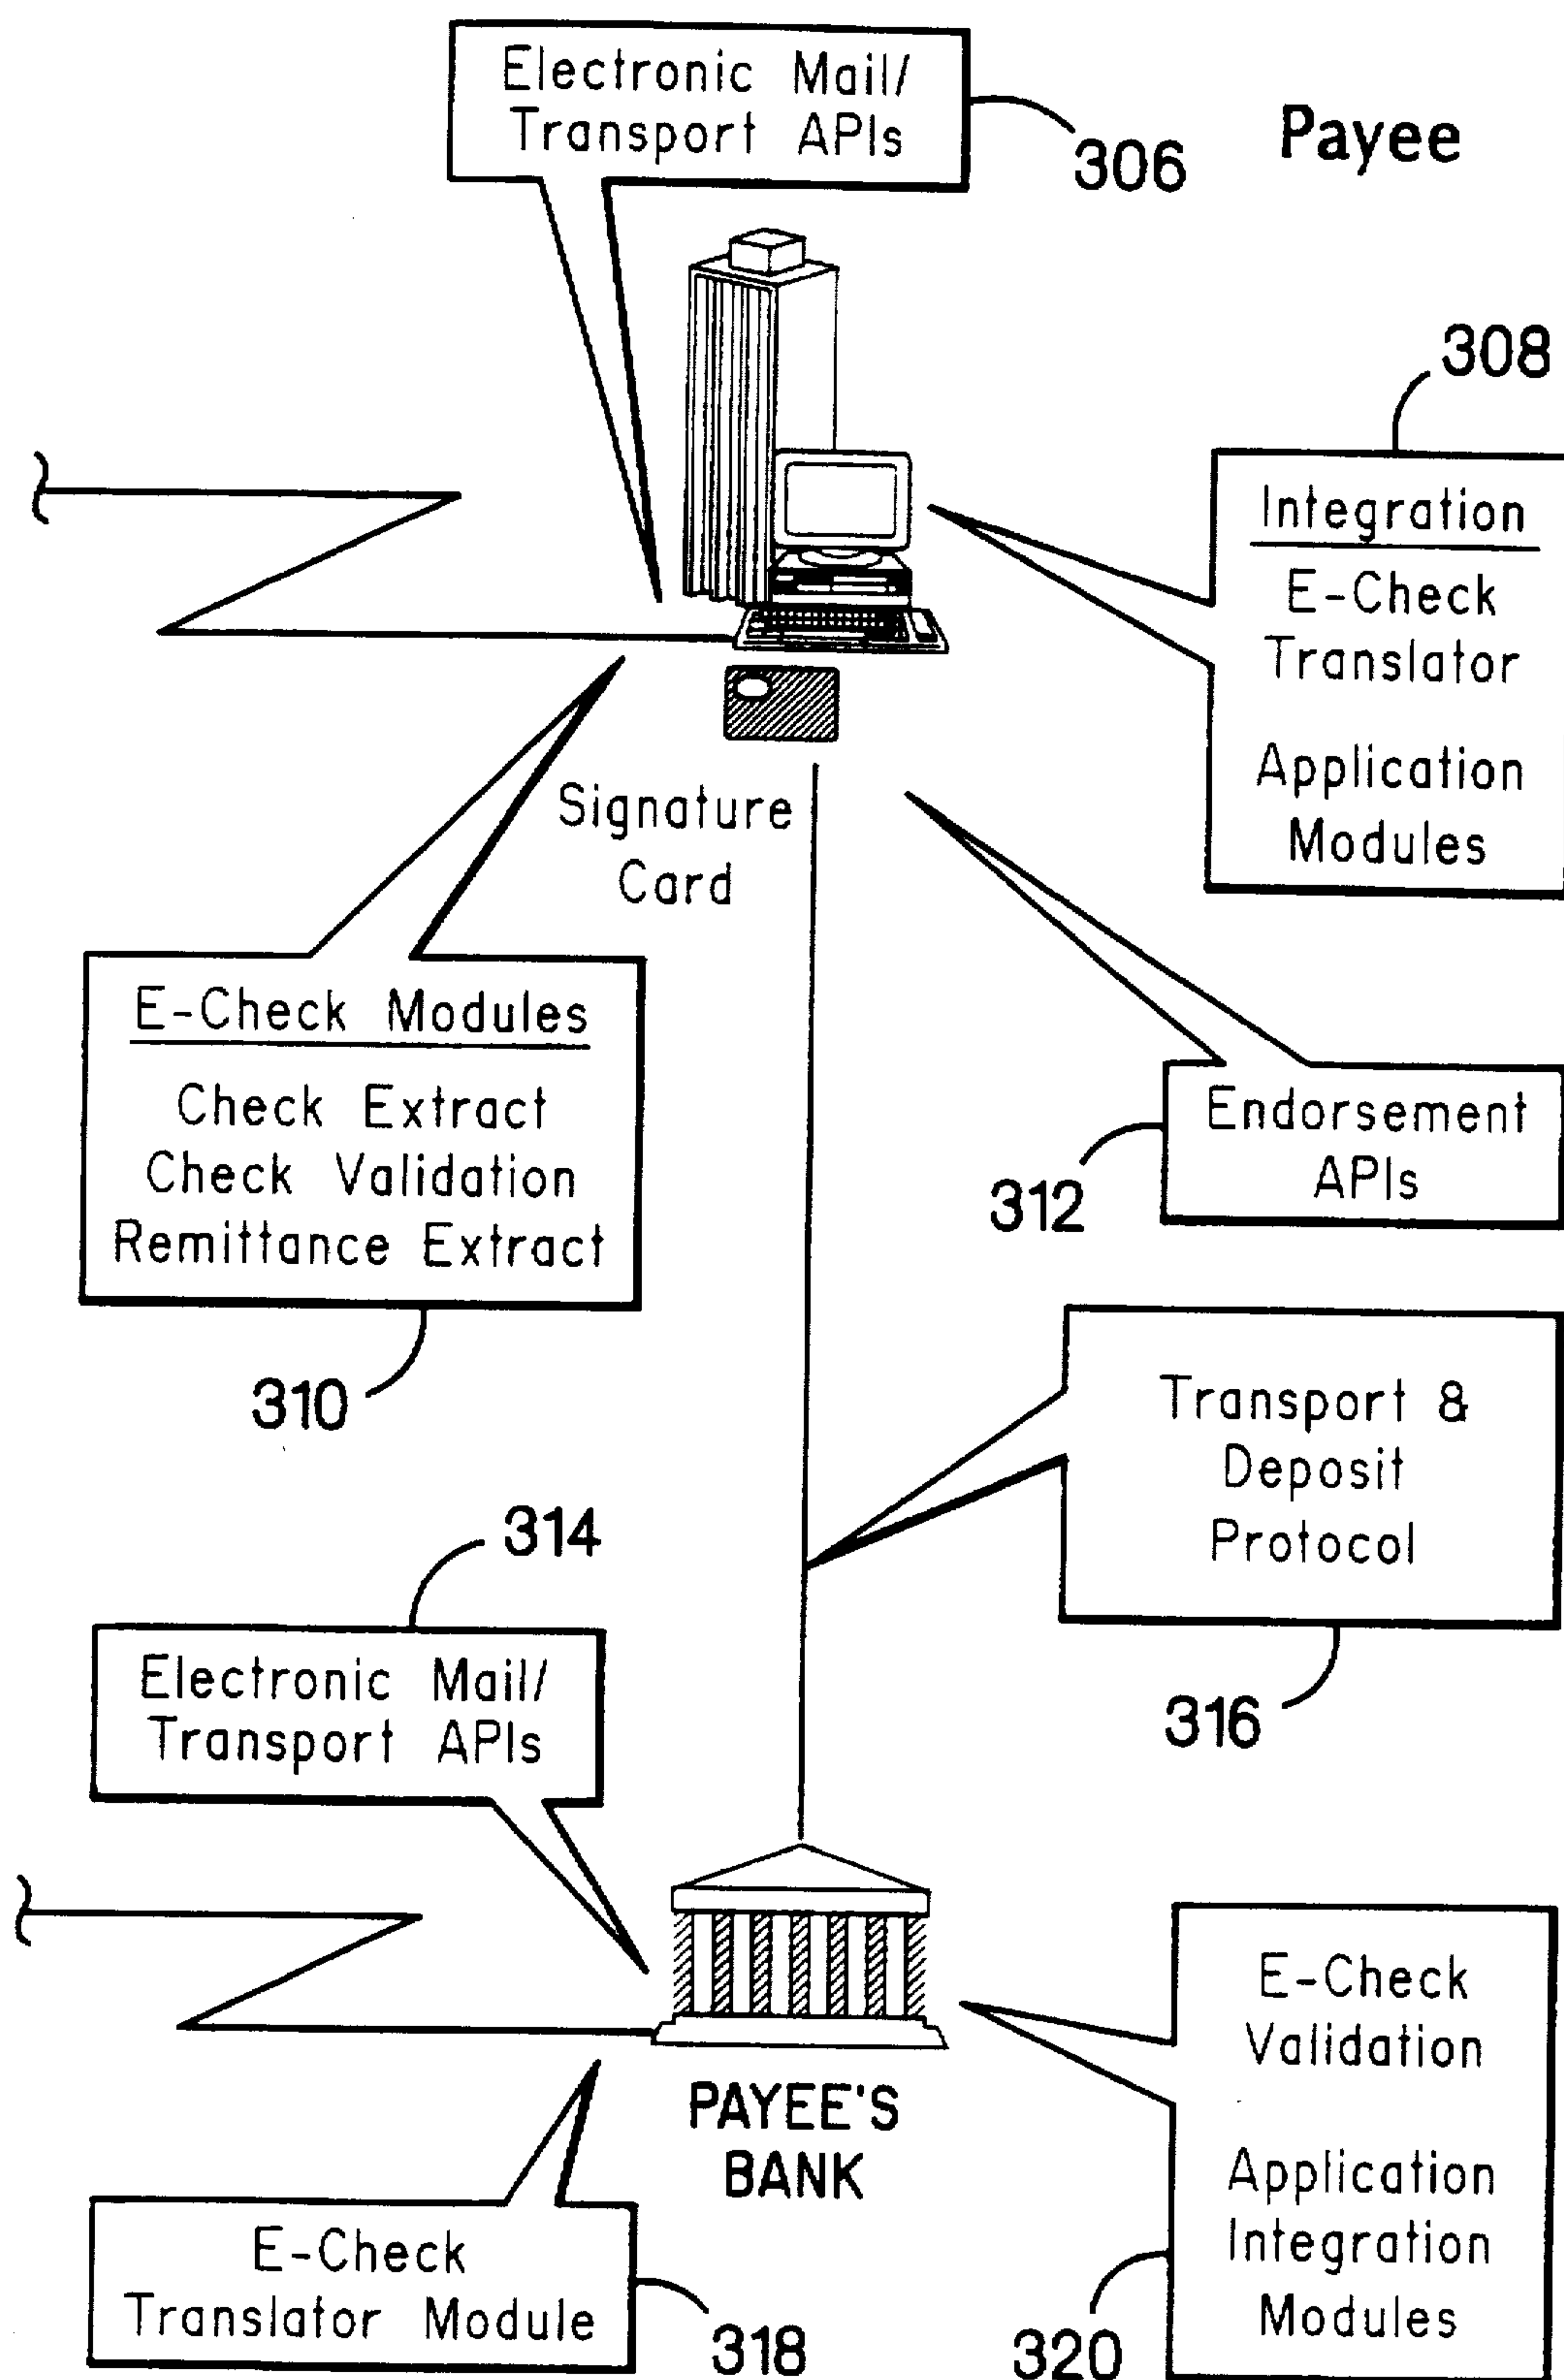 Electronic Mail/
Transport APIs
306
Payee
308
Integration
E-Check
Translator
Application
Modules
Signature
Card
E-Check Modules
Check Extract
Check Validation
Remittance Extract
310
Endorsement
APIs
312
Transport &
Deposit
Protocol
316
314
Electronic Mail/
Transport APIs
PAYEE'S
BANK
E-Check
Validation
Application
Integration
Modules
320
E-Check
Translator Module
318